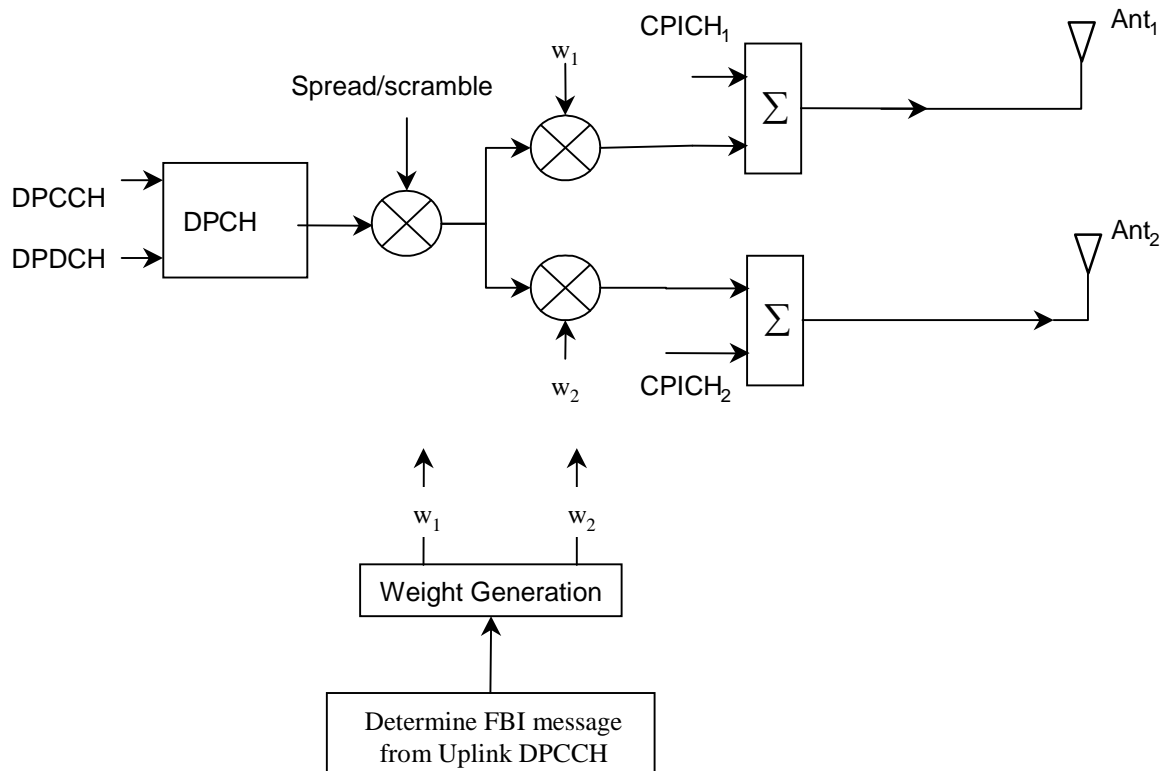 CPICH₁
Ant₁
w₁
Spread/scramble
∑
DPCCH
DPCH
DPDCH
Ant₂
∑
w₂
CPICH₂
w₁
w₂
Weight Generation
Determine FBI message
from Uplink DPCCH